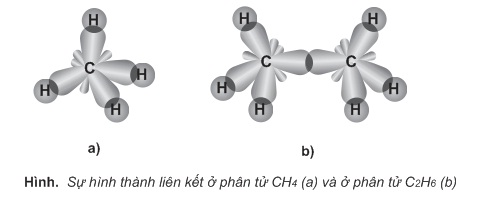 H
C
H
H
H
a)
H
H
C
C
H
H
H
H
b)
Hình. Sự hình thành liên kết ở phân tử CH4 (a) và ở phân tử C2H6 (b)